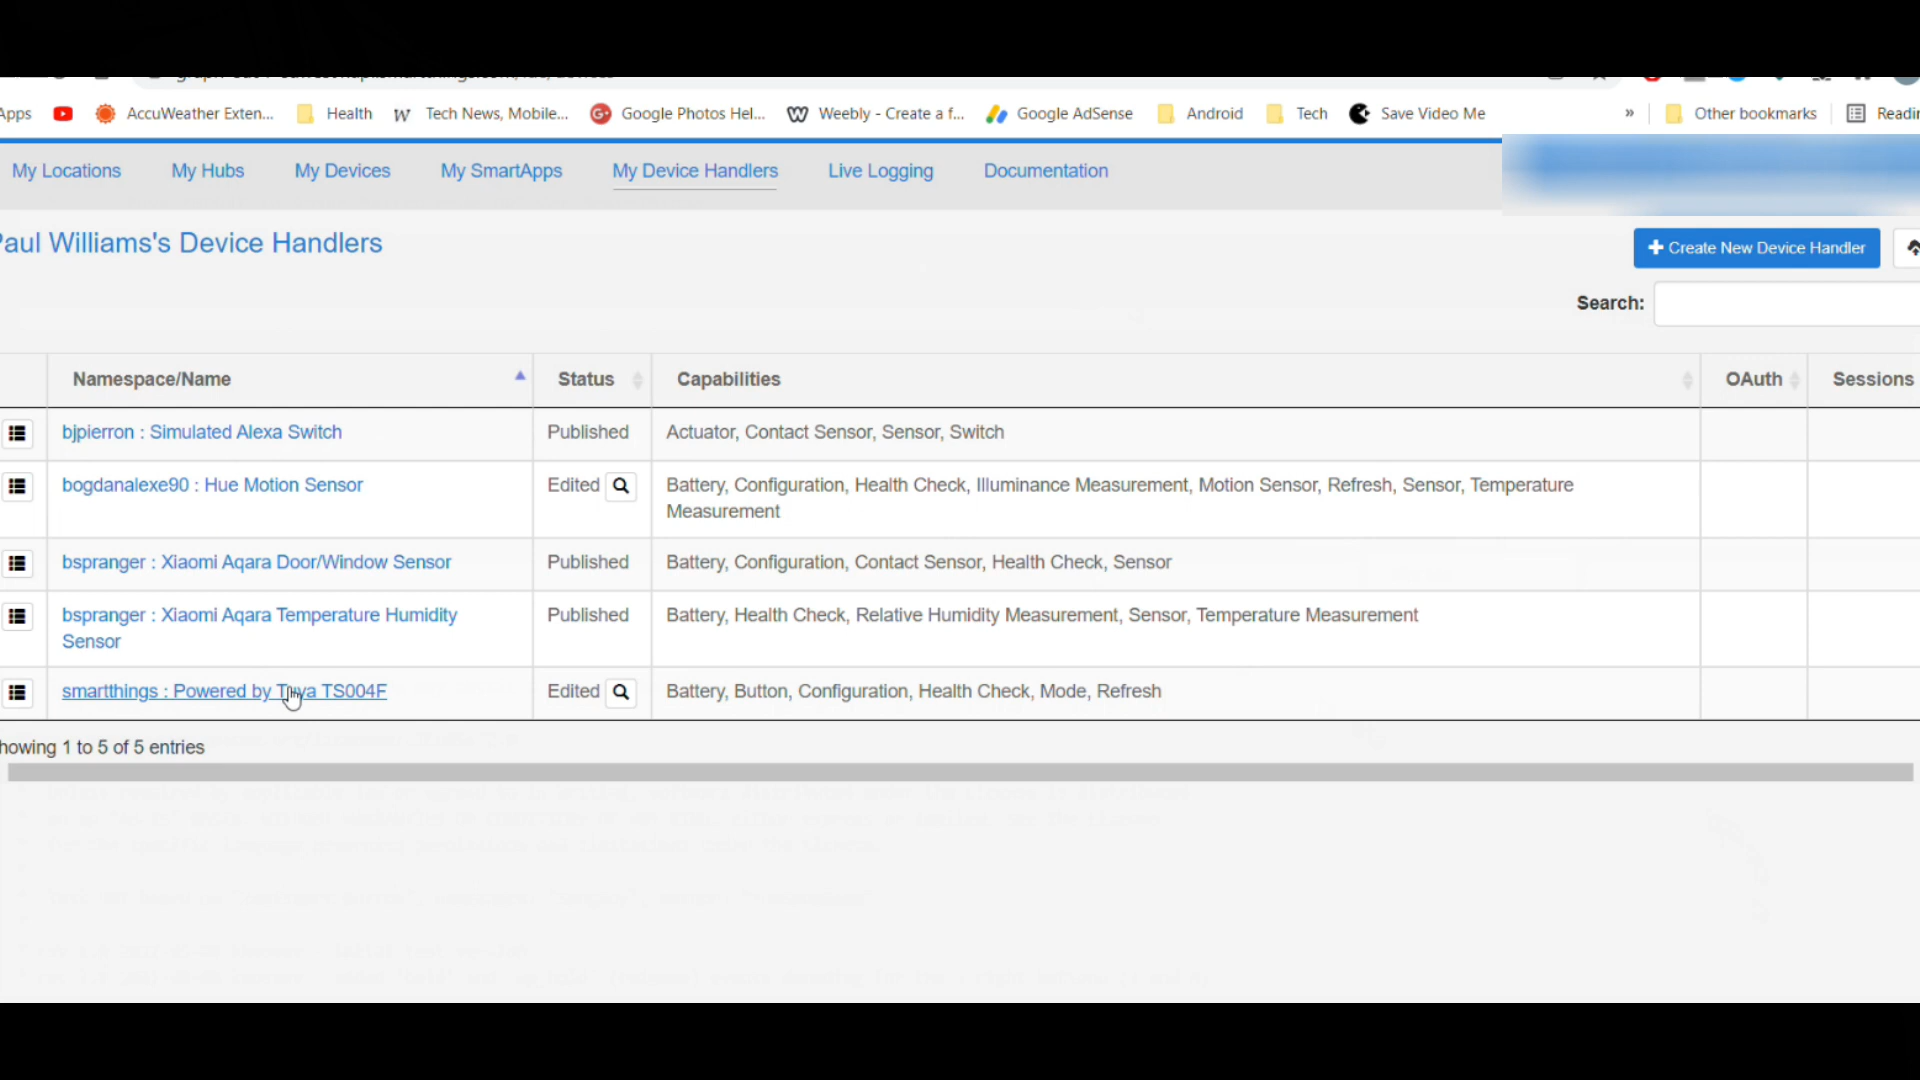 Apps AccuWeather Exten... Health Tech News, Mobile... Google Photos Hel... Weebly - Create a f... Google AdSense Android Tech Save Video Me » Other bookmarks Readin
My Locations My Hubs My Devices My SmartApps My Device Handlers Live Logging Documentation
Paul Williams's Device Handlers
Create New Device Handler
Search:
Namespace/Name Status Capabilities OAuth Sessions
bjpierron : Simulated Alexa Switch Published Actuator, Contact Sensor, Sensor, Switch
bogdanalexe90 : Hue Motion Sensor Edited Battery, Configuration, Health Check, Illuminance Measurement, Motion Sensor, Refresh, Sensor, Temperature
Measurement
bspranger : Xiaomi Aqara Door/Window Sensor Published Battery, Configuration, Contact Sensor, Health Check, Sensor
bspranger : Xiaomi Aqara Temperature Humidity Published Battery, Health Check, Relative Humidity Measurement, Sensor, Temperature Measurement
Sensor
smartthings : Powered by Tuya TS004F Edited Battery, Button, Configuration, Health Check, Mode, Refresh
howing 1 to 5 of 5 entries